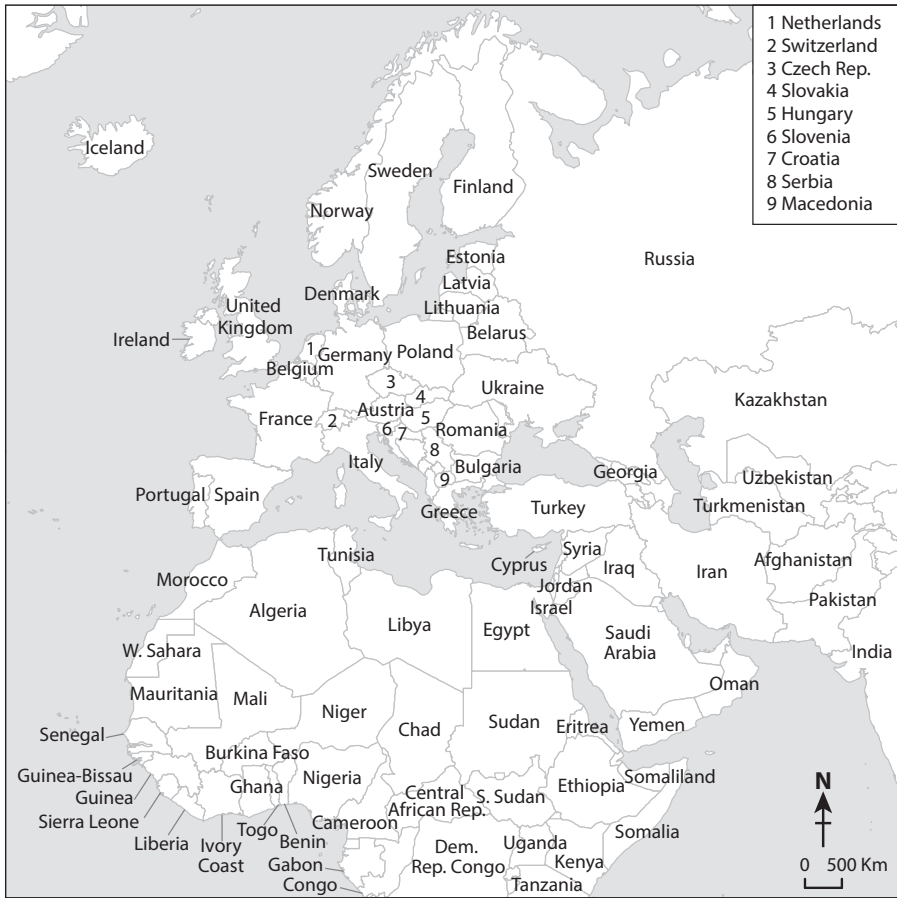 1 Netherlands
2 Switzerland
3 Czech Rep.
4 Slovakia
5 Hungary
6 Slovenia
7 Croatia
8 Serbia
9 Macedonia
Iceland
Sweden
Finland
Norway
Russia
Estonia
Latvia
Denmark
Lithuania
United
Kingdom
Belarus
Ireland
1
Germany
Poland
Belgium
3
Ukraine
4
Kazakhstan
Austria
5
France
2
6
7
Romania
8
Italy
Bulgaria
Georgia
9
Uzbekistan
Portugal
Spain
Turkmenistan
Greece
Turkey
Tunisia
Syria
Cyprus
Iraq
Iran
Afghanistan
Morocco
Jordan
Israel
Pakistan
Algeria
Libya
Egypt
Saudi
Arabia
W. Sahara
India
Mauritania
Mali
Oman
Niger
Chad
Sudan
Eritrea
Yemen
Senegal
Burkina Faso
Guinea-Bissau
Nigeria
Ghana
Ethiopia
Somaliland
Guinea
Central
African Rep.
S. Sudan
N
Sierra Leone
Cameroon
Togo
Somalia
Liberia
Ivory
Coast
Benin
Uganda
Dem.
Rep. Congo
Kenya
Gabon
0 500 Km
Congo
Tanzania